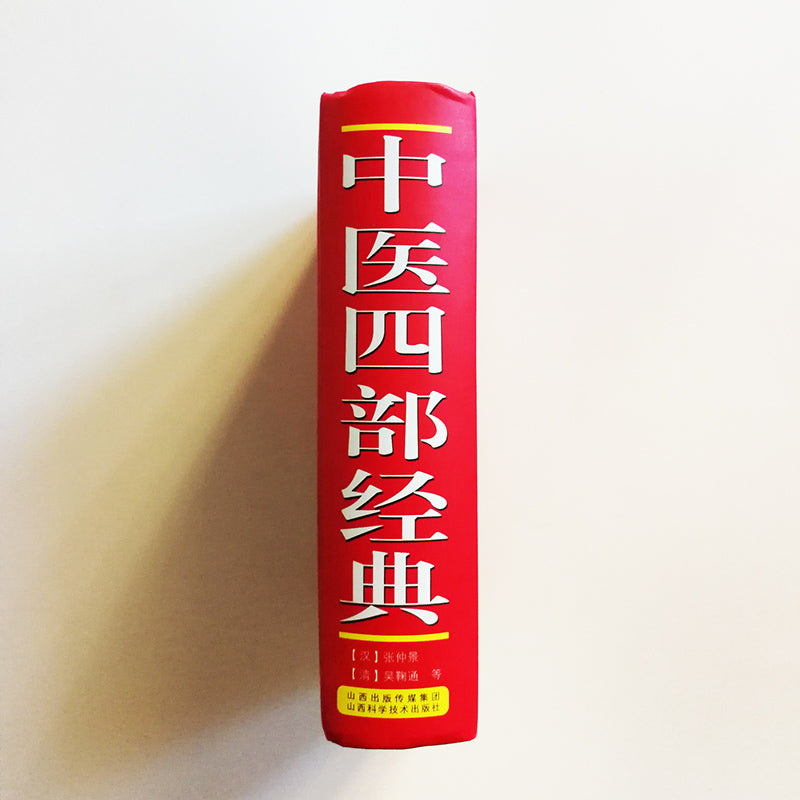 中医四部经典
【汉】张仲景
【清】吴鞠通 等
山西出版传媒集团
山西科学技术出版社